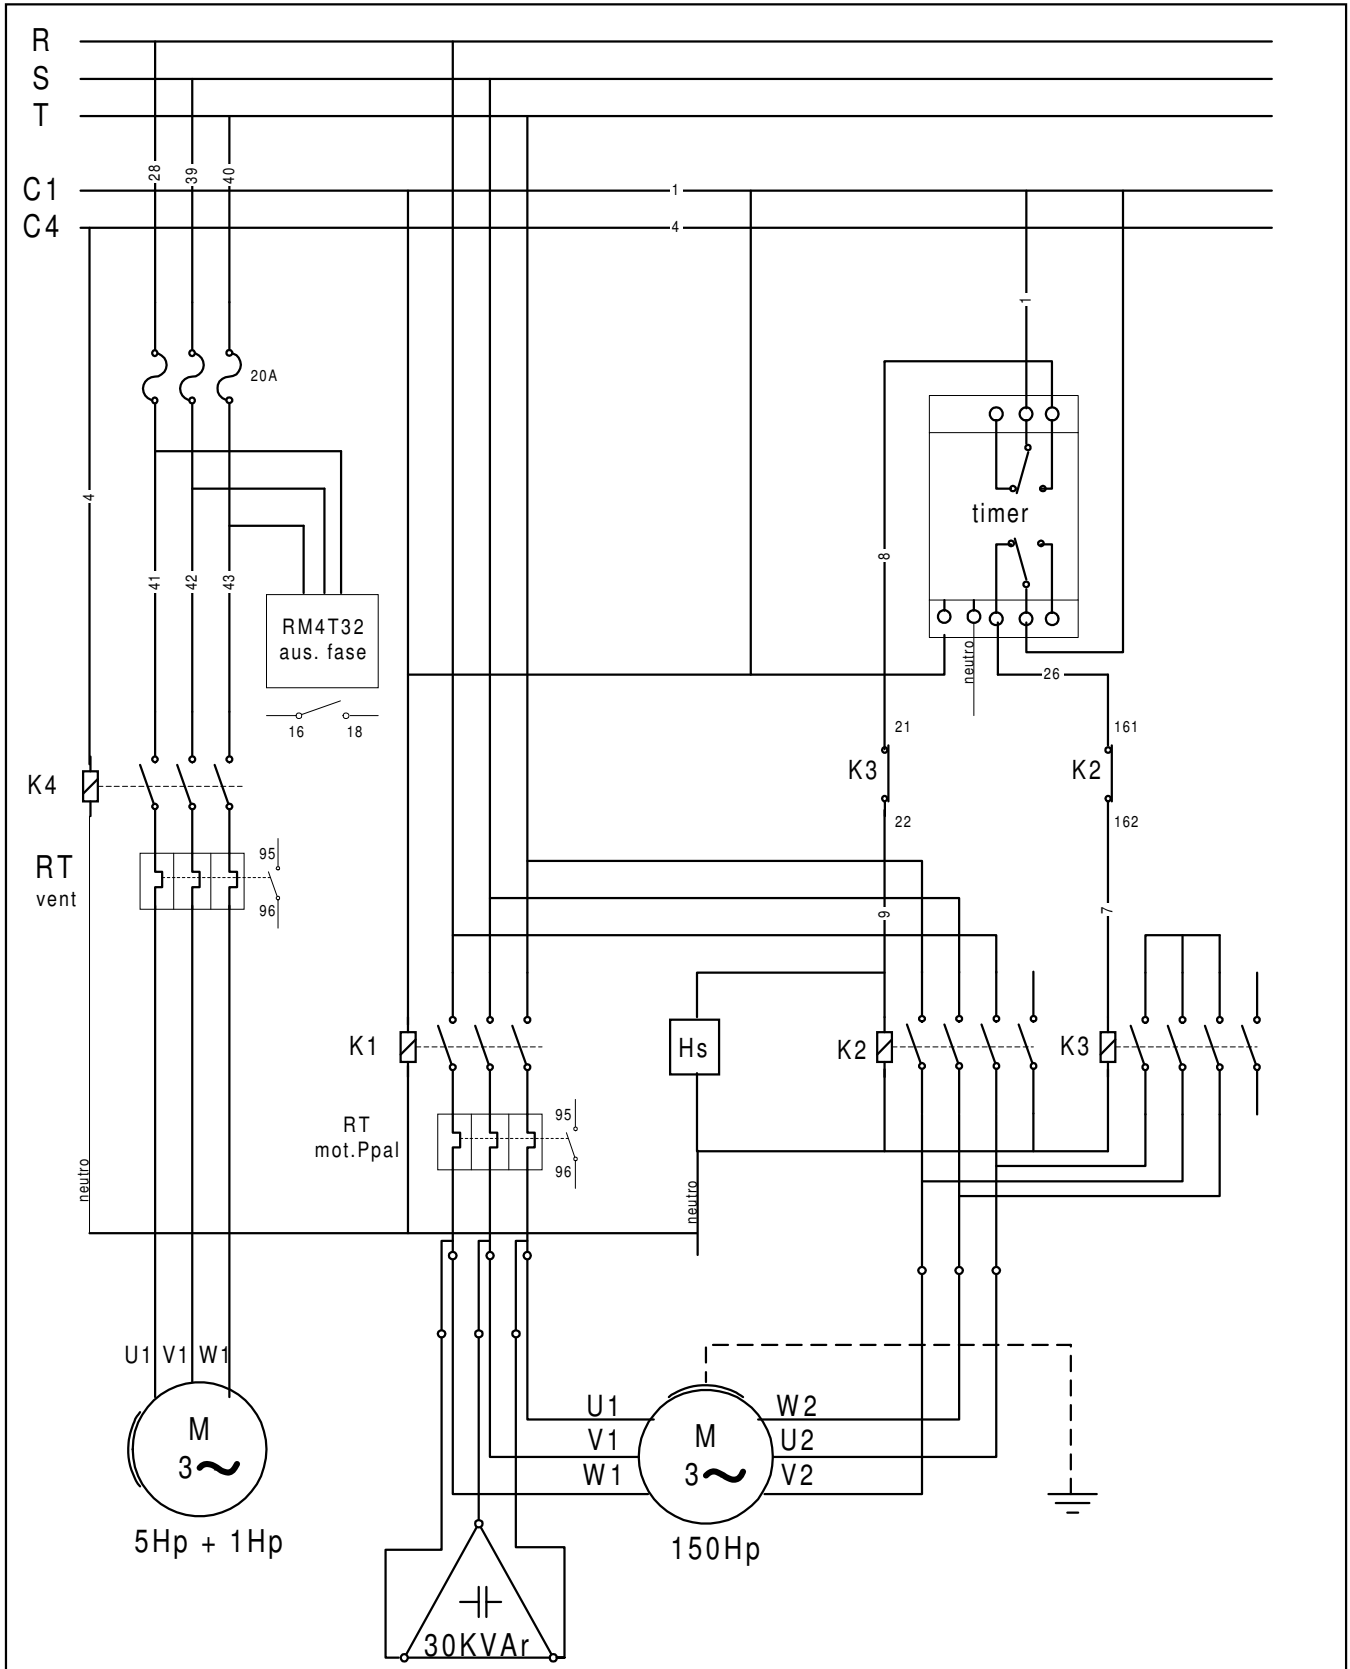 R
S
T
28
39
40
C1
1
C4
4
1
20A
4
timer
8
41
42
43
RM4T32
aus. fase
neutro
26
16
18
21
161
K4
K3
K2
22
162
RT
vent
95
96
9
7
K1
Hs
K2
K3
RT
mot.Ppal
95
96
neutro
neutro
U1 V1 W1
U1
W2
M
3
V1
M
U2
W1
3
V2
5Hp + 1Hp
150Hp
30KVAr